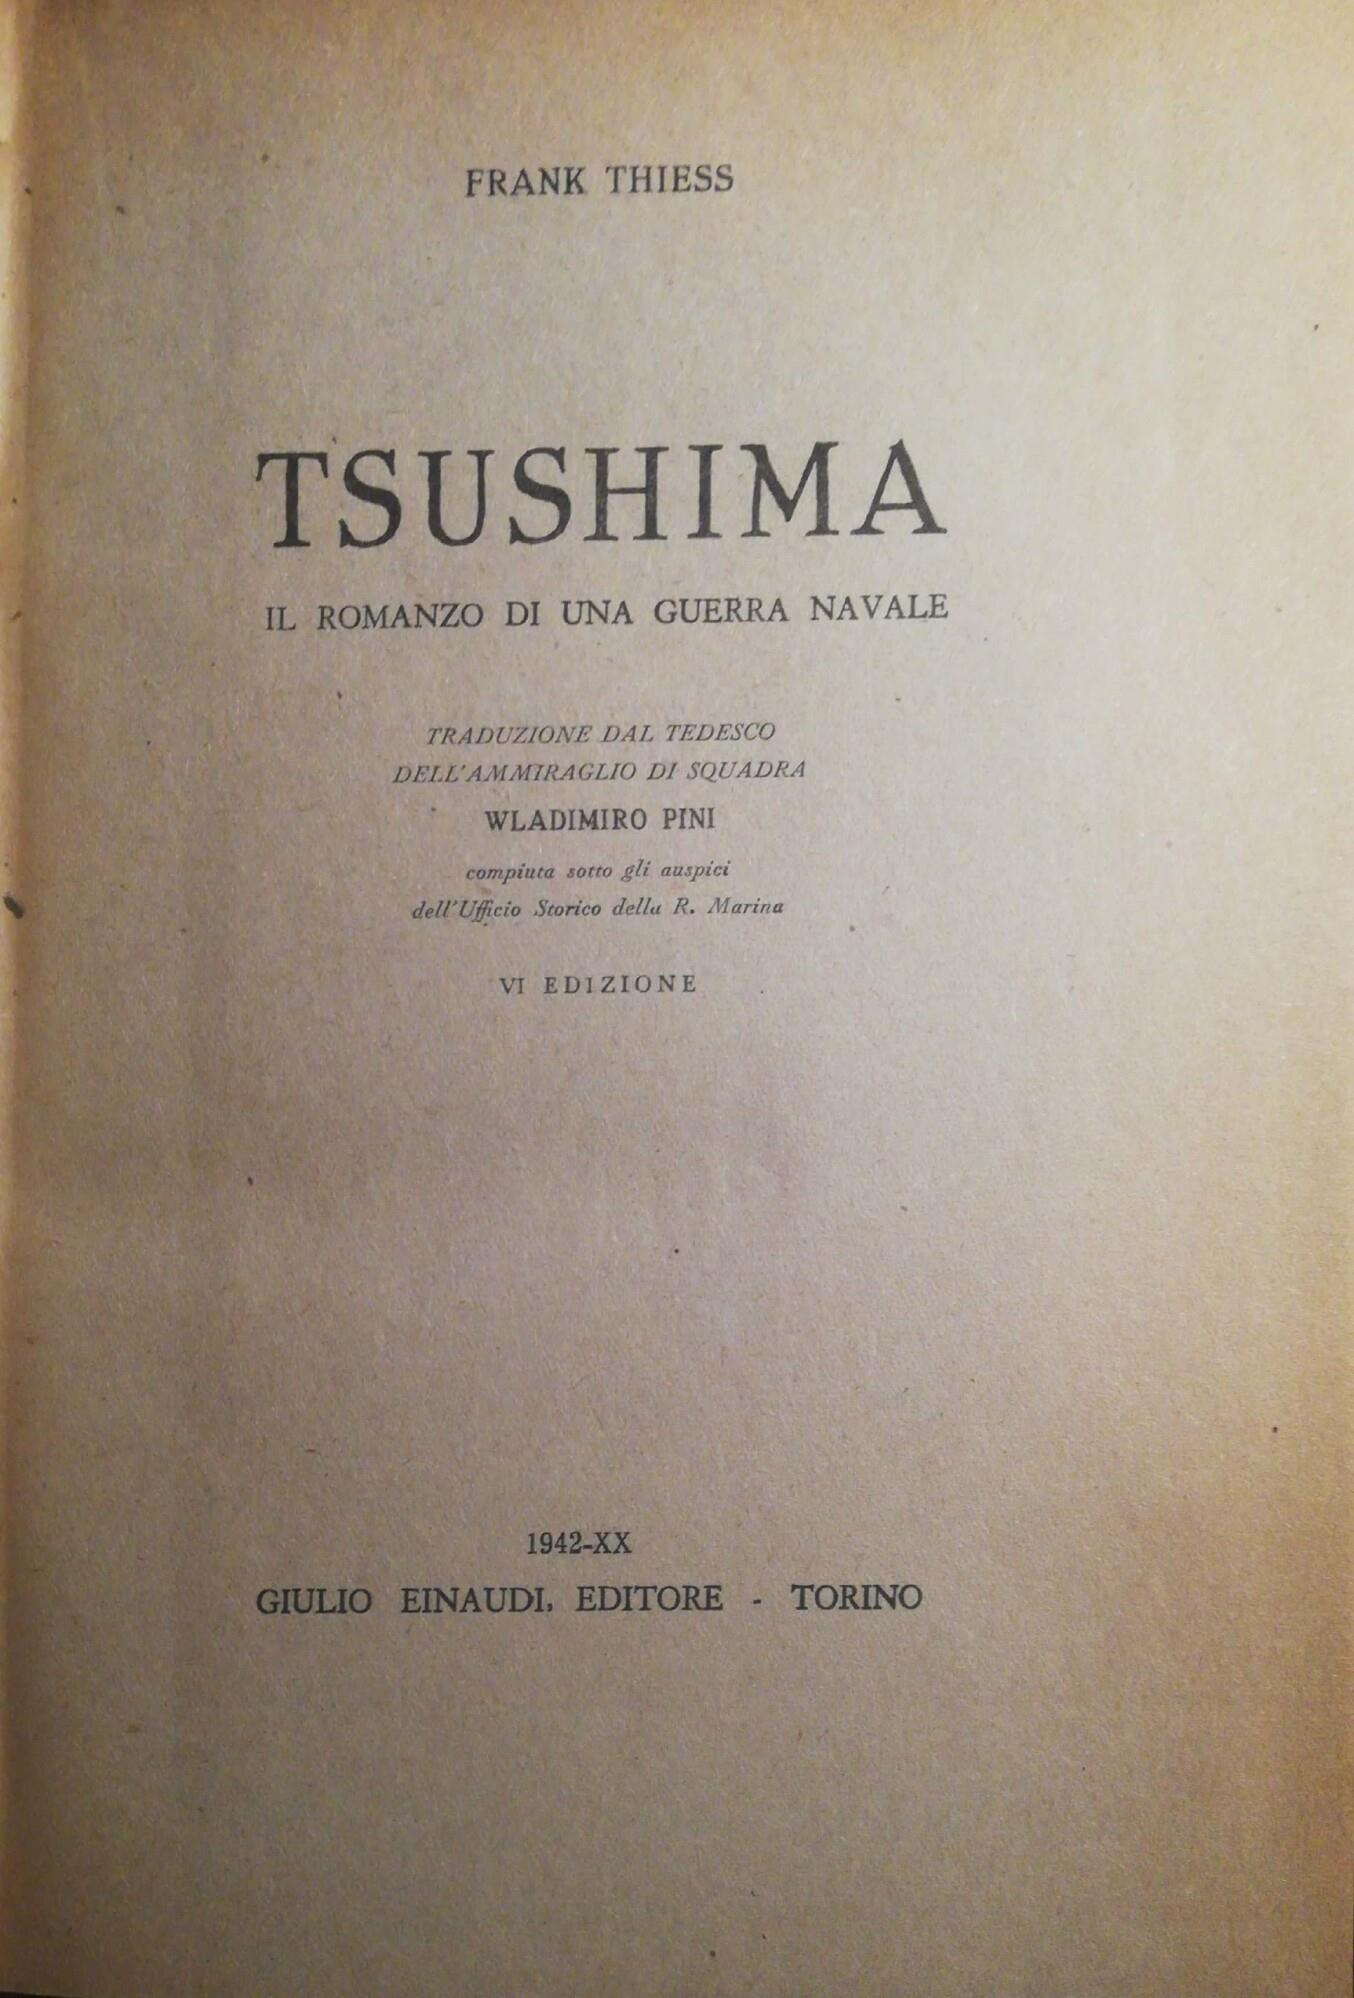 FRANK THIESS
TSUSHIMA
IL ROMANZO DI UNA GUERRA NAVALE
TRADUZIONE DAL TEDESCO
DELL'AMMIRAGLIO DI SQUADRA
WLADIMIRO PINI
compiuta sotto gli auspici
dell'Ufficio Storico della R. Marina
VI EDIZIONE
1942-XX
GIULIO EINAUDI, EDITORE - TORINO